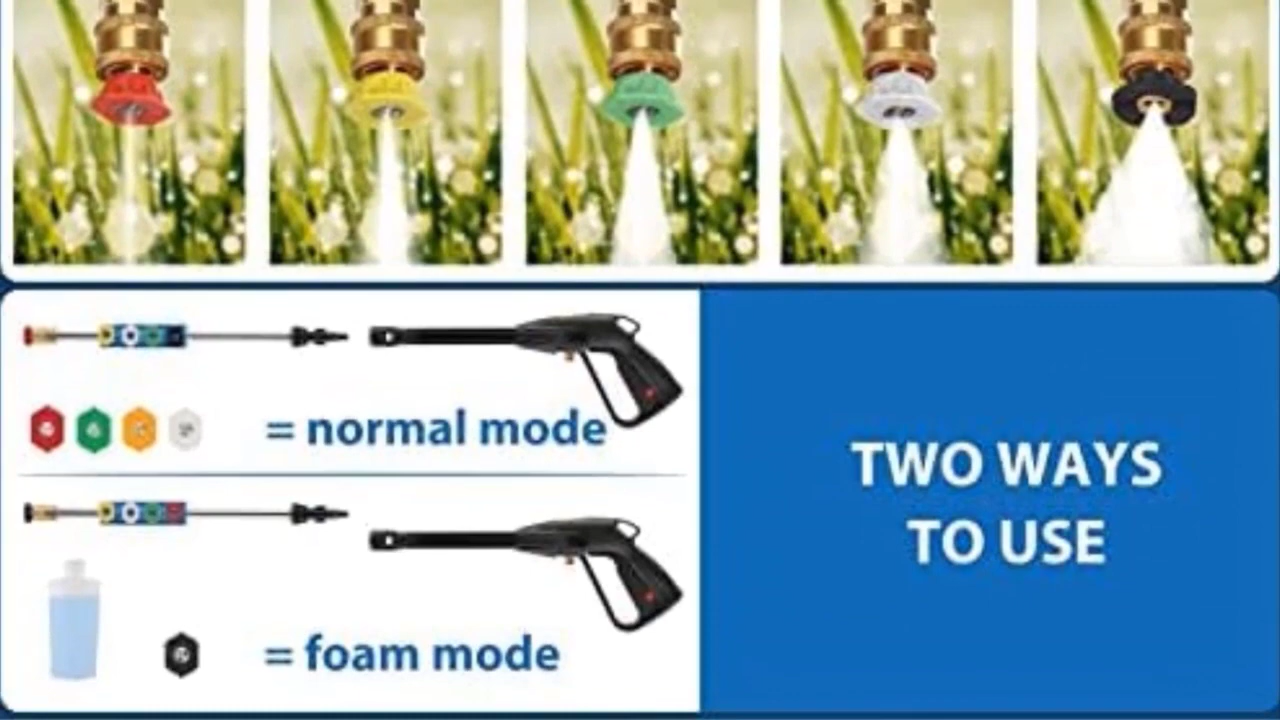 = normal mode
= foam mode
TWO WAYS
TO USE